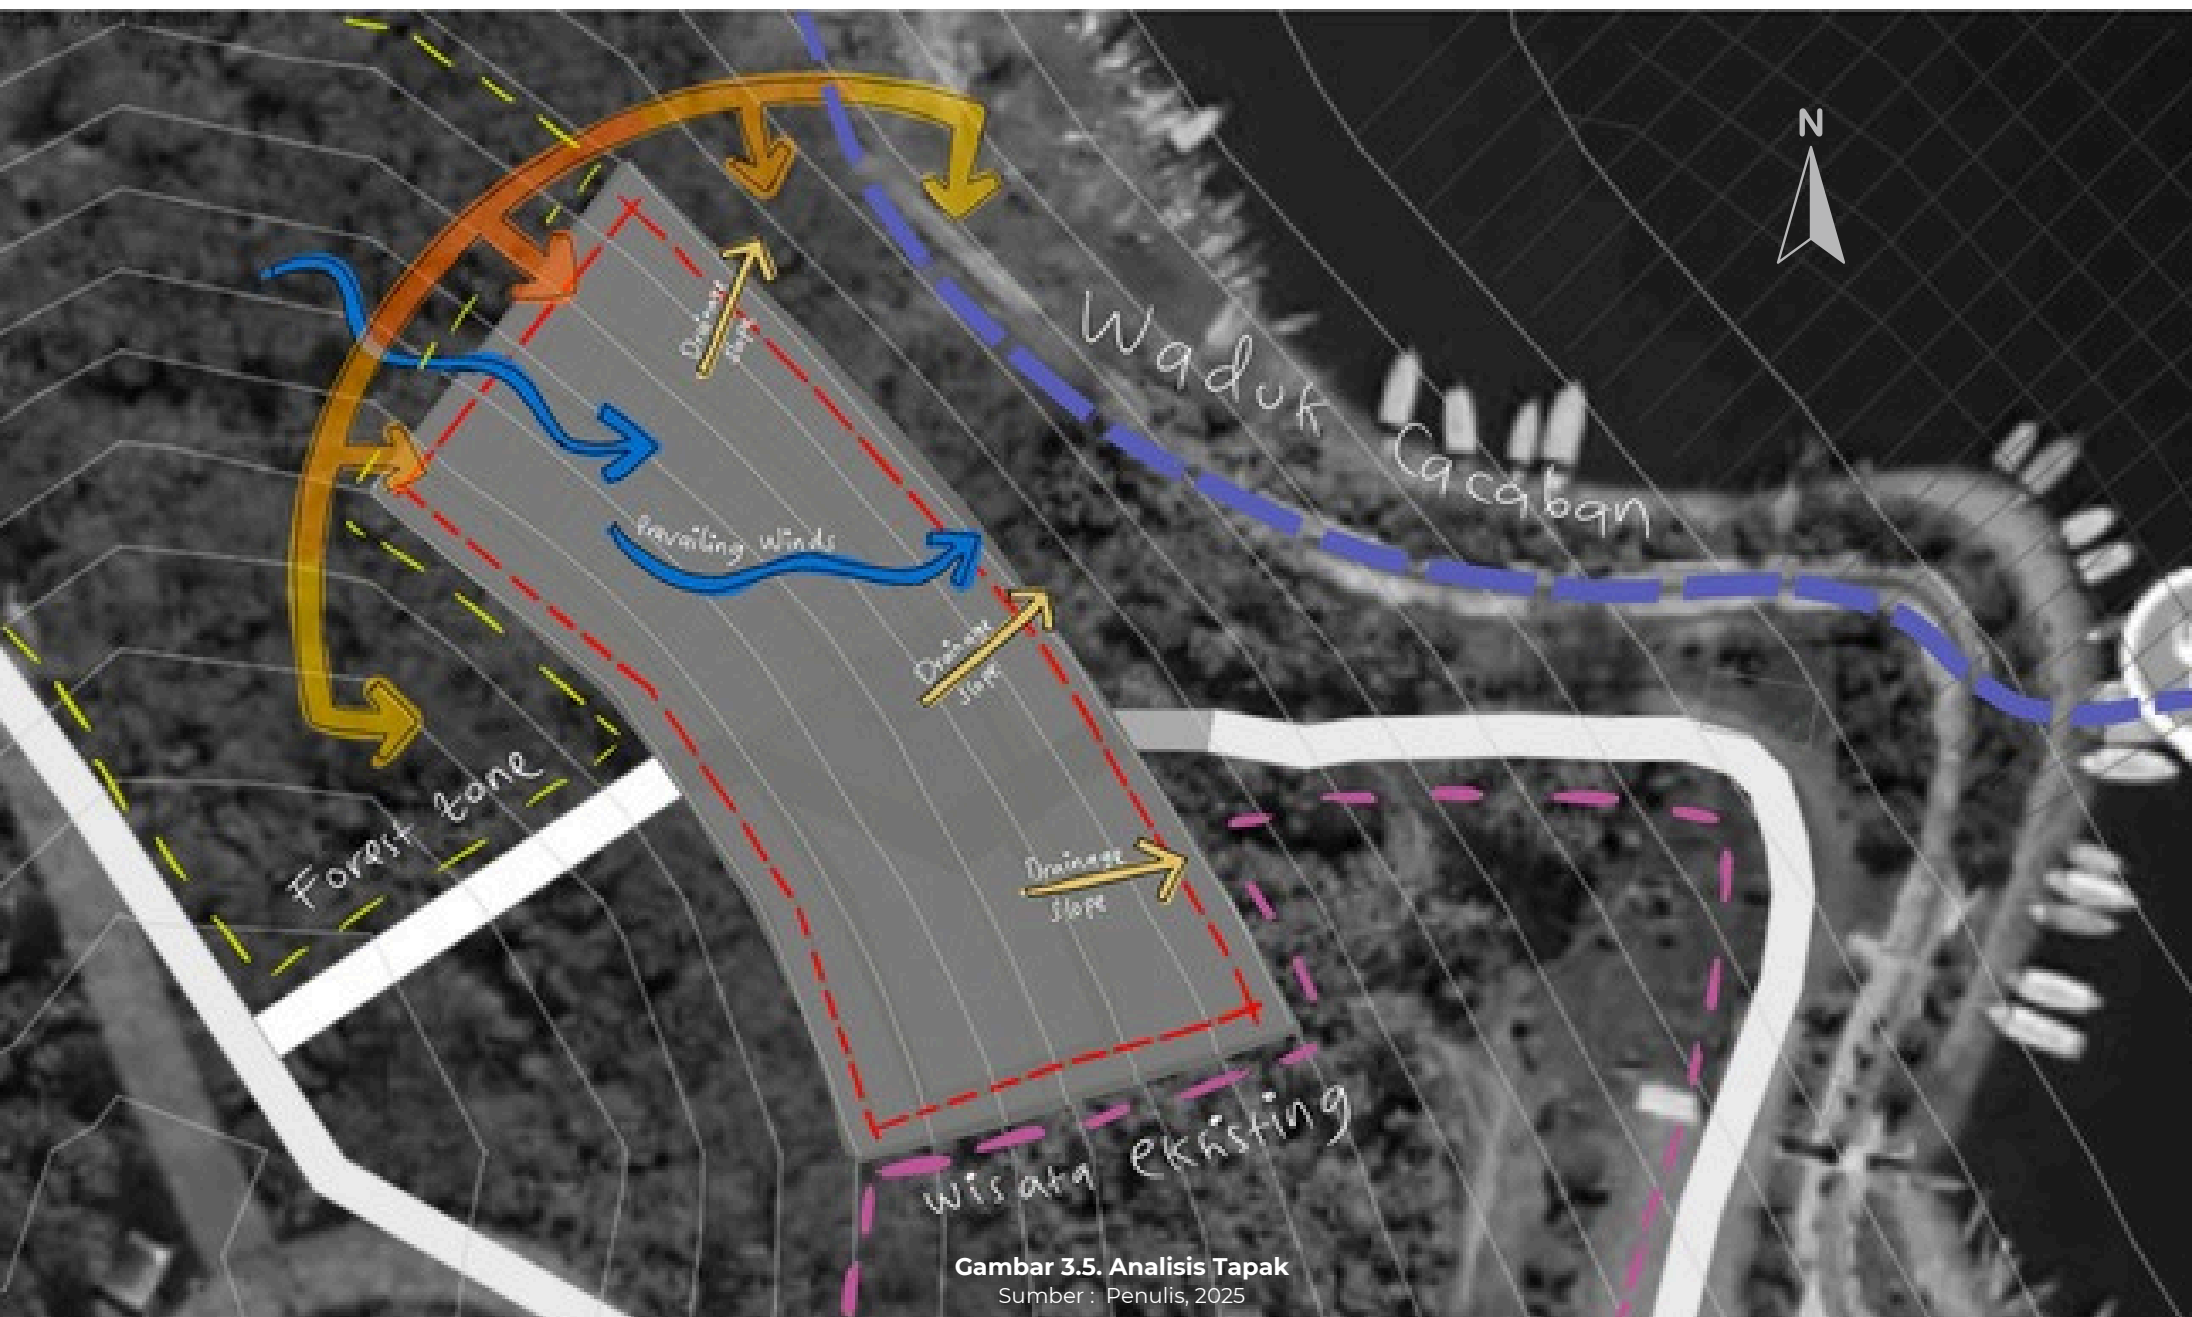 N
Drainage
Slope
Waduk
Cacaban
Prevailing Winds
Drainage
Slope
Forest zone
Drainage
Slope
Wisata ekristing
Gambar 3.5. Analisis Tapak
Sumber : Penulis, 2025